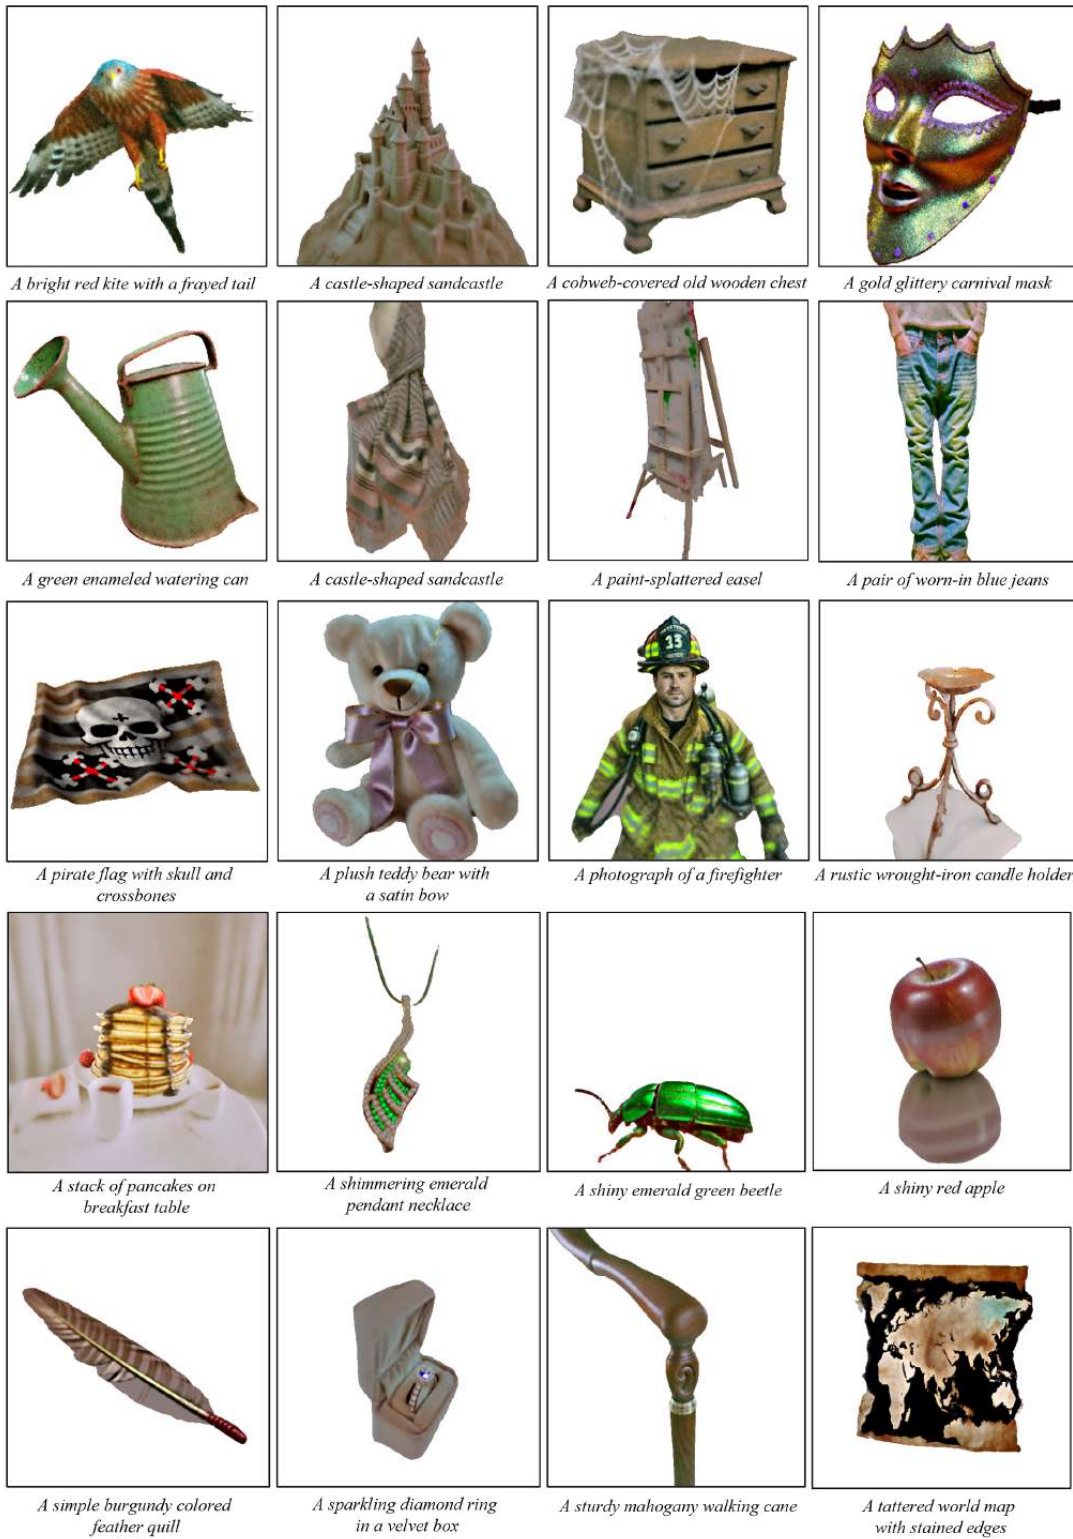 A bright red kite with a frayed tail
A castle-shaped sandcastle
A cobweb-covered old wooden chest
A gold glittery carnival mask
A green enameled watering can
A castle-shaped sandcastle
A paint-splattered easel
A pair of worn-in blue jeans
33
A pirate flag with skull and
crossbones
A plush teddy bear with
a satin bow
A photograph of a firefighter
A rustic wrought-iron candle holder
A stack of pancakes on
breakfast table
A shimmering emerald
pendant necklace
A shiny emerald green beetle
A shiny red apple
A simple burgundy colored
feather quill
A sparkling diamond ring
in a velvet box
A sturdy mahogany walking cane
A tattered world map
with stained edges